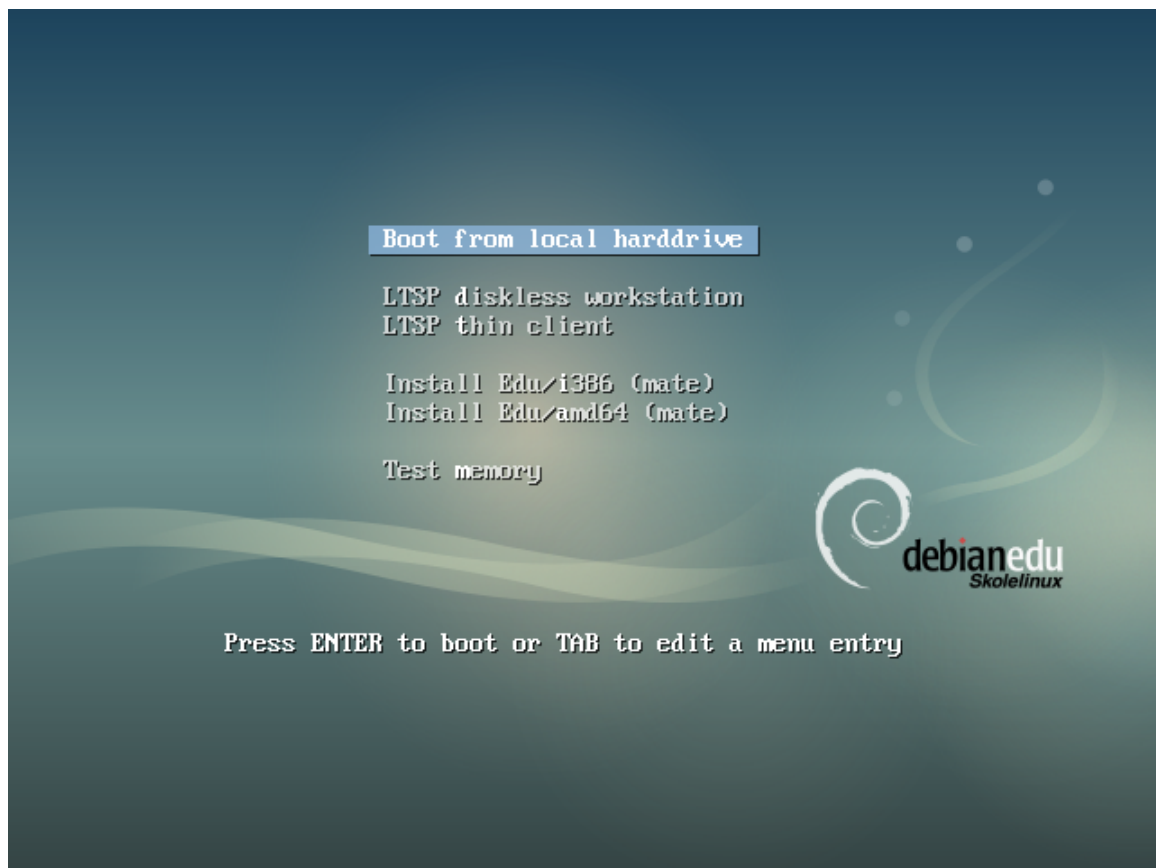 Boot from local harddrive
LTSP diskless workstation
LTSP thin client
Install Edu/i386 (mate)
Install Edu/amd64 (mate)
Test memory
debianedu
Skolelinux
Press ENTER to boot or TAB to edit a menu entry